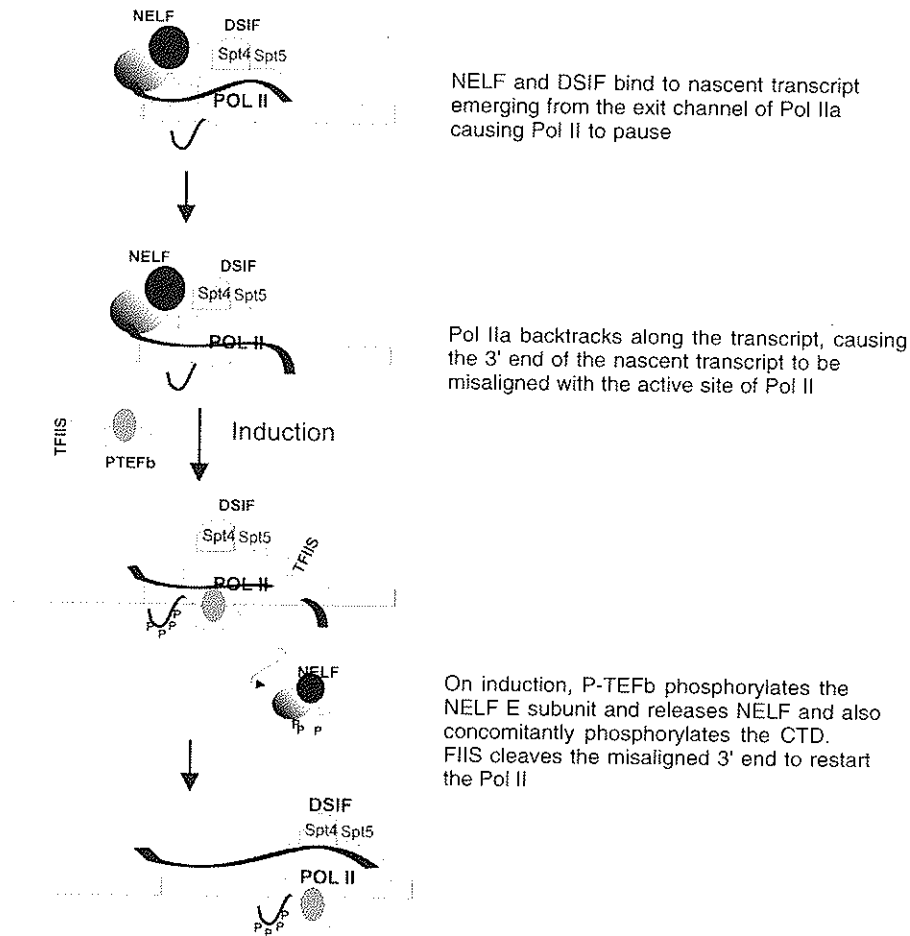 NELF
DSIF
Spt4 Spt5
POL II
NELF and DSIF bind to nascent transcript
emerging from the exit channel of Pol IIa
causing Pol II to pause
NELF
DSIF
Spt4 Spt5
POL II
Pol IIa backtracks along the transcript, causing
the 3' end of the nascent transcript to be
misaligned with the active site of Pol II
TFIIS
PTEFb
Induction
DSIF
Spt4 Spt5
TFIIS
POL II
P P P P
NELF
P P P
On induction, P-TEFb phosphorylates the
NELF E subunit and releases NELF and also
concomitantly phosphorylates the CTD.
FIIS cleaves the misaligned 3' end to restart
the Pol II
DSIF
Spt4 Spt5
POL II
P P P P